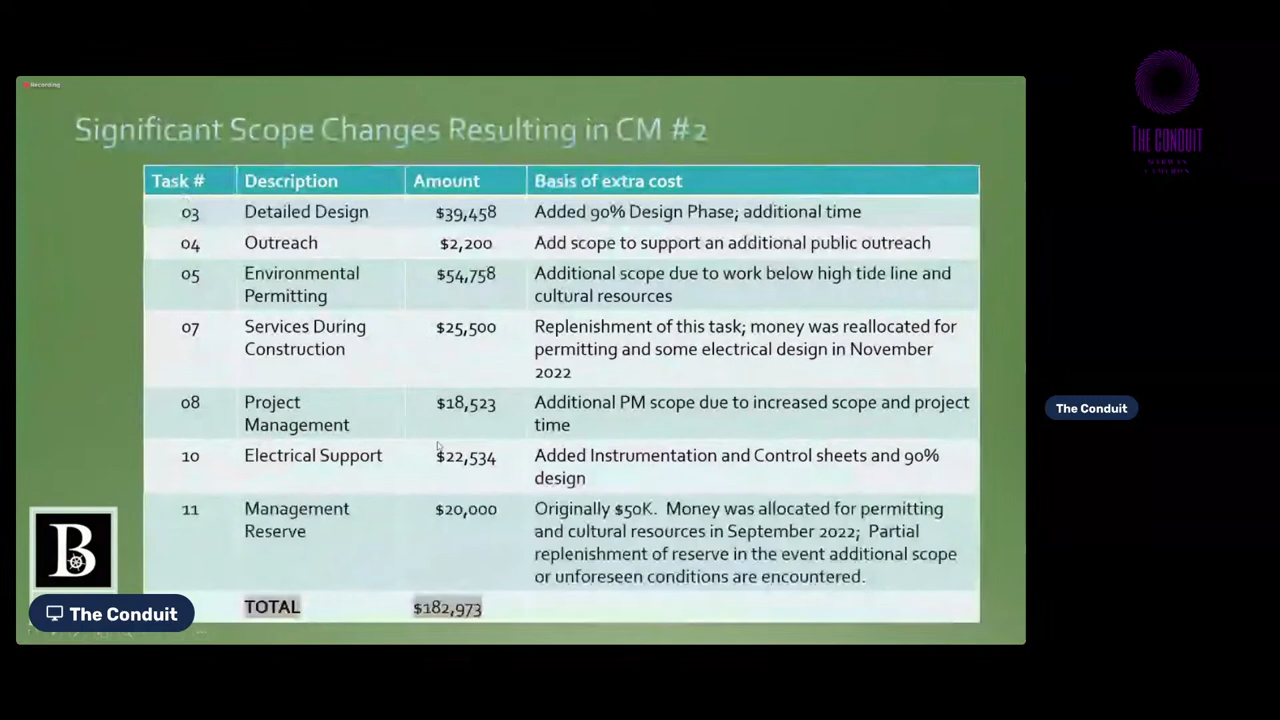 Recording
Significant Scope Changes Resulting in CM #2
Task # Description Amount Basis of extra cost
03 Detailed Design $39,458 Added 90% Design Phase; additional time
04 Outreach $2,200 Add scope to support an additional public outreach
05 Environmental Permitting $54,758 Additional scope due to work below high tide line and
cultural resources
07 Services During Construction $25,500 Replenishment of this task; money was reallocated for
permitting and some electrical design in November
2022
08 Project Management $18,523 Additional PM scope due to increased scope and project
time
10 Electrical Support $22,534 Added Instrumentation and Control sheets and 90%
design
11 Management Reserve $20,000 Originally $50K. Money was allocated for permitting
and cultural resources in September 2022; Partial
replenishment of reserve in the event additional scope
or unforeseen conditions are encountered.
TOTAL $182,973
B
The Conduit
THE CONDUIT
MARWAN
CAMERON
The Conduit